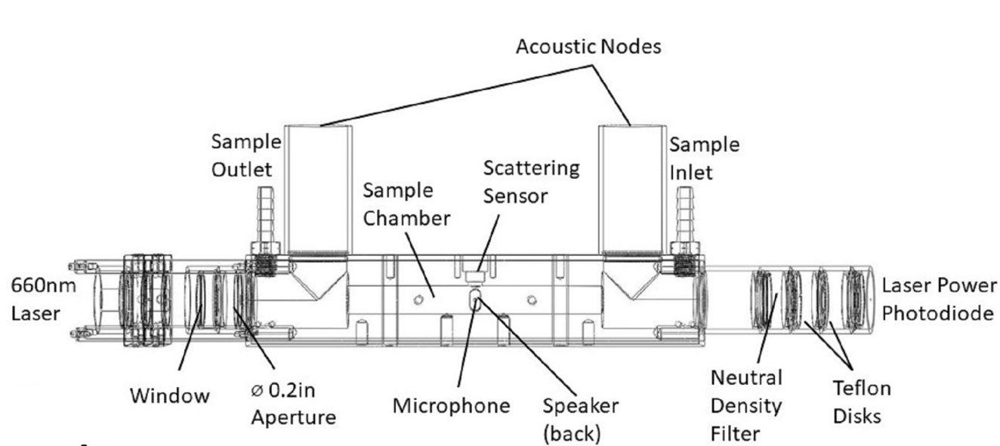 Acoustic Nodes
Sample
Outlet
Sample
Inlet
Scattering
Sensor
Sample
Chamber
660nm
Laser
Laser Power
Photodiode
Window
⌀ 0.2in
Aperture
Microphone
Speaker
(back)
Neutral
Density
Filter
Teflon
Disks